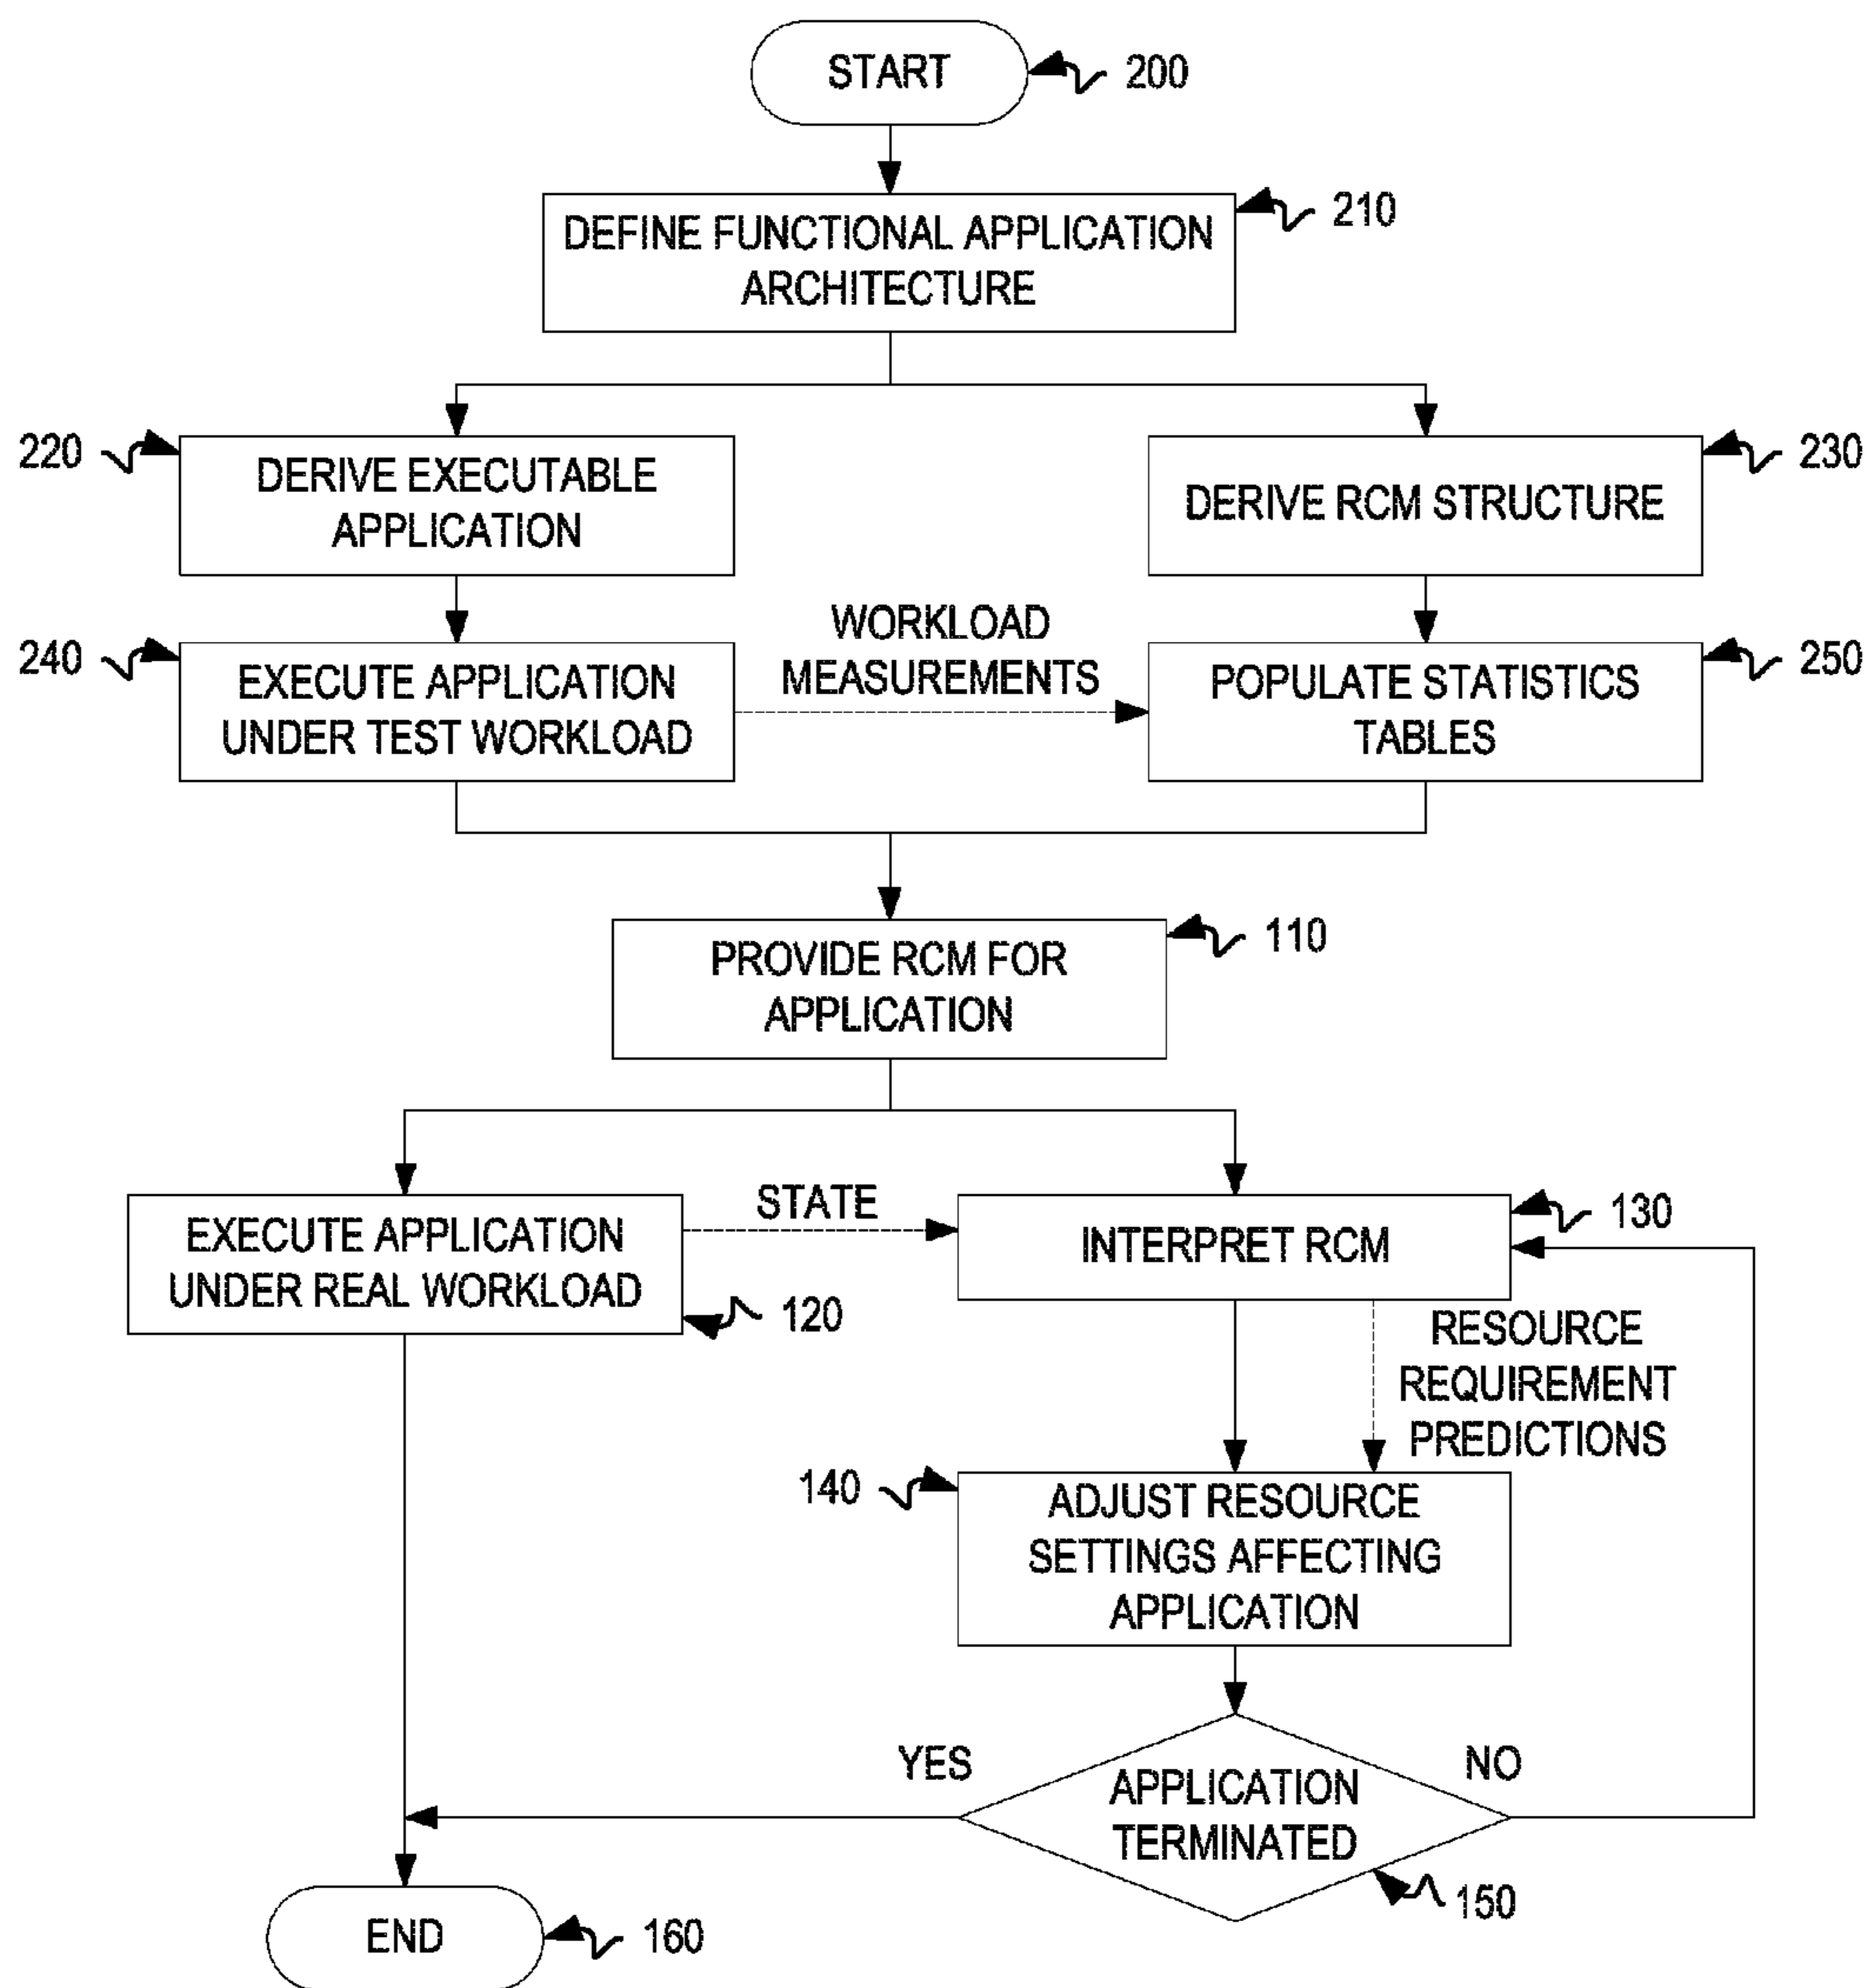 START
200
DEFINE FUNCTIONAL APPLICATION
ARCHITECTURE
210
220
DERIVE EXECUTABLE
APPLICATION
DERIVE RCM STRUCTURE
230
240
EXECUTE APPLICATION
UNDER TEST WORKLOAD
WORKLOAD
MEASUREMENTS
POPULATE STATISTICS
TABLES
250
PROVIDE RCM FOR
APPLICATION
110
EXECUTE APPLICATION
UNDER REAL WORKLOAD
120
STATE
INTERPRET RCM
130
RESOURCE
REQUIREMENT
PREDICTIONS
140
ADJUST RESOURCE
SETTINGS AFFECTING
APPLICATION
YES
APPLICATION
TERMINATED
NO
150
END
160